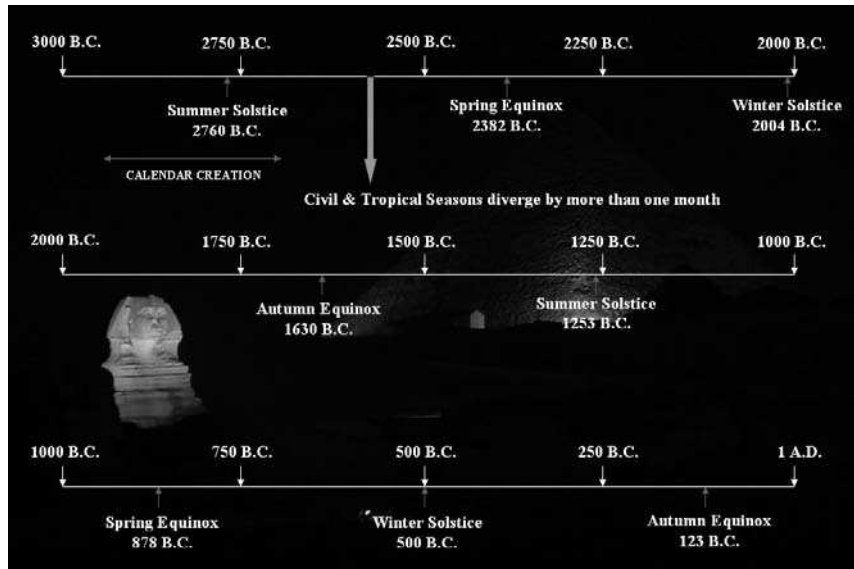 3000 B.C. 2750 B.C. 2500 B.C. 2250 B.C. 2000 B.C.
Summer Solstice
2760 B.C.
Spring Equinox
2382 B.C.
Winter Solstice
2004 B.C.
CALENDAR CREATION
Civil & Tropical Seasons diverge by more than one month
2000 B.C. 1750 B.C. 1500 B.C. 1250 B.C. 1000 B.C.
Autumn Equinox
1630 B.C.
Summer Solstice
1253 B.C.
1000 B.C. 750 B.C. 500 B.C. 250 B.C. 1 A.D.
Spring Equinox
878 B.C.
Winter Solstice
500 B.C.
Autumn Equinox
123 B.C.